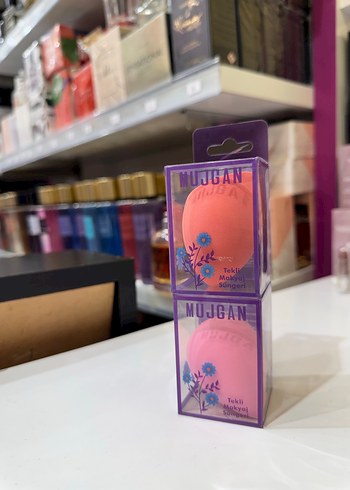 MUJGAN
Tekli
Makyaj
Süngeri
MUJGAN
Tekli
Makyaj
Süngeri